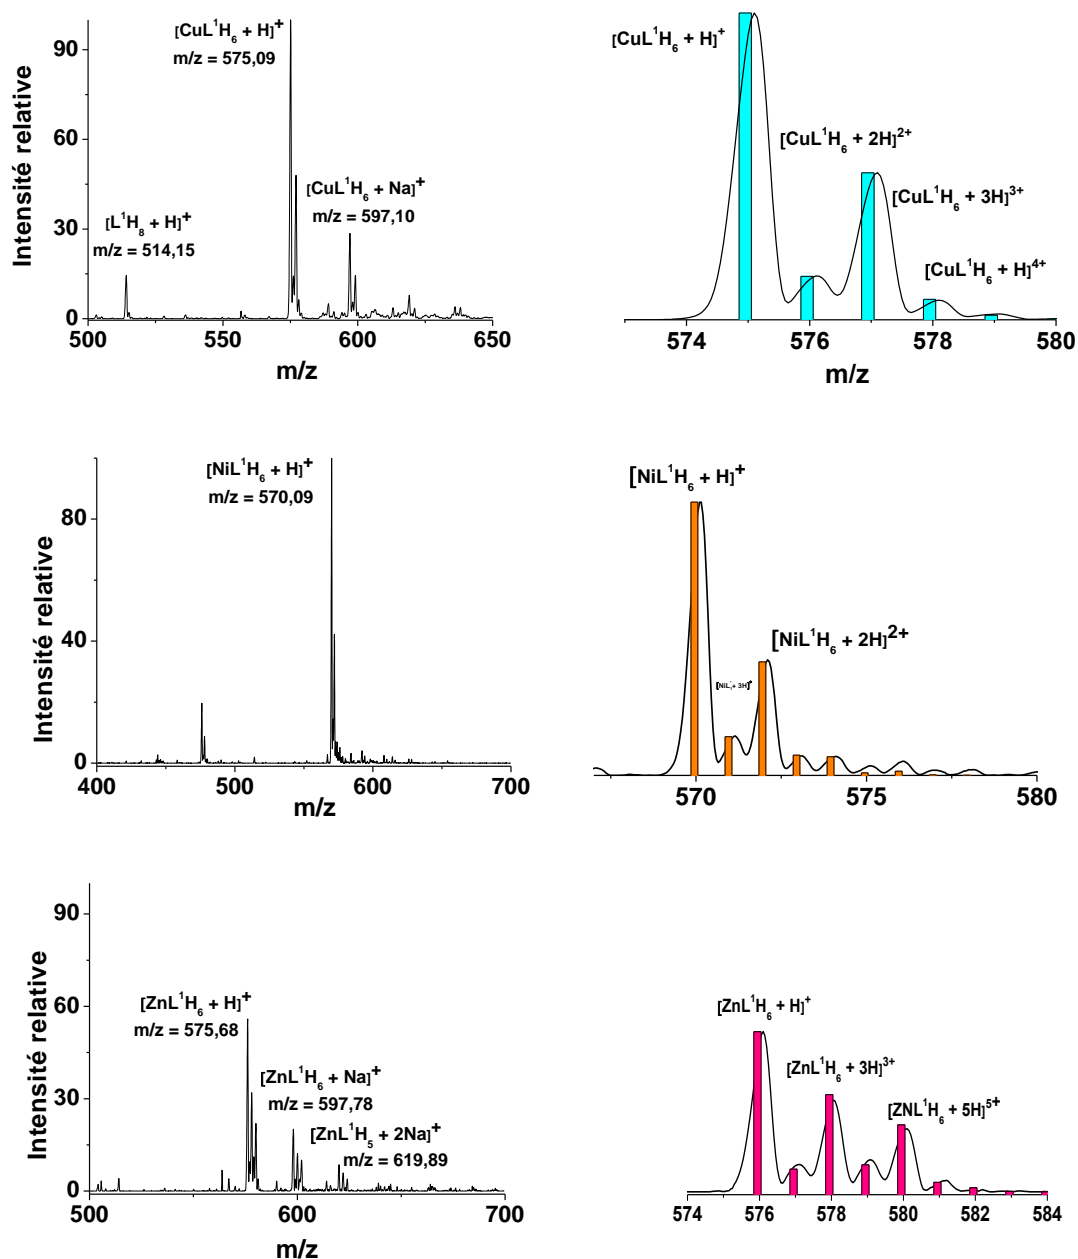 [CuL¹H₆ + H]⁺
m/z = 575,09
[CuL¹H₆ + Na]⁺
m/z = 597,10
[L¹H₈ + H]⁺
m/z = 514,15
Intensité relative
90
60
30
0
500 550 600 650
m/z
[CuL¹H₆ + H]⁺
[CuL¹H₆ + 2H]²⁺
[CuL¹H₆ + 3H]³⁺
[CuL¹H₆ + H]⁴⁺
574 576 578 580
m/z
[NiL¹H₆ + H]⁺
m/z = 570,09
Intensité relative
80
40
0
400 500 600 700
m/z
[NiL¹H₆ + H]⁺
[NiL¹H₆ + 2H]²⁺
570 575 580
[ZnL¹H₆ + H]⁺
m/z = 575,68
[ZnL¹H₆ + Na]⁺
m/z = 597,78
[ZnL¹H₅ + 2Na]⁺
m/z = 619,89
Intensité relative
90
60
30
0
500 600 700
m/z
[ZnL¹H₆ + H]⁺
[ZnL¹H₆ + 3H]³⁺
[ZNL¹H₆ + 5H]⁵⁺
574 576 578 580 582 584